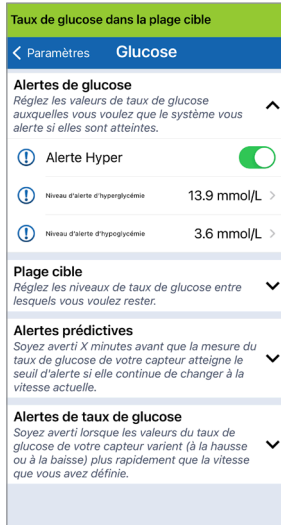 Taux de glucose dans la plage cible
Paramètres Glucose
Alertes de glucose
Réglez les valeurs de taux de
glucose auxquelles vous voulez que le système vous
alerte si elles sont atteintes.
Alerte Hyper
Niveau d'alerte d'hyperglycémie 13.9 mmol/L
Niveau d'alerte d'hypoglycémie 3.6 mmol/L
Plage cible
Réglez les niveaux de taux de glucose entre
lesquels vous voulez rester.
Alertes prédictives
Soyez averti X minutes avant que la mesure du
taux de glucose de votre capteur atteigne le
seuil d'alerte si elle continue de changer à la
vitesse actuelle.
Alertes de taux de glucose
Soyez averti lorsque les valeurs du taux de
glucose de votre capteur varient (à la hausse
ou à la baisse) plus rapidement que la vitesse
que vous avez définie.